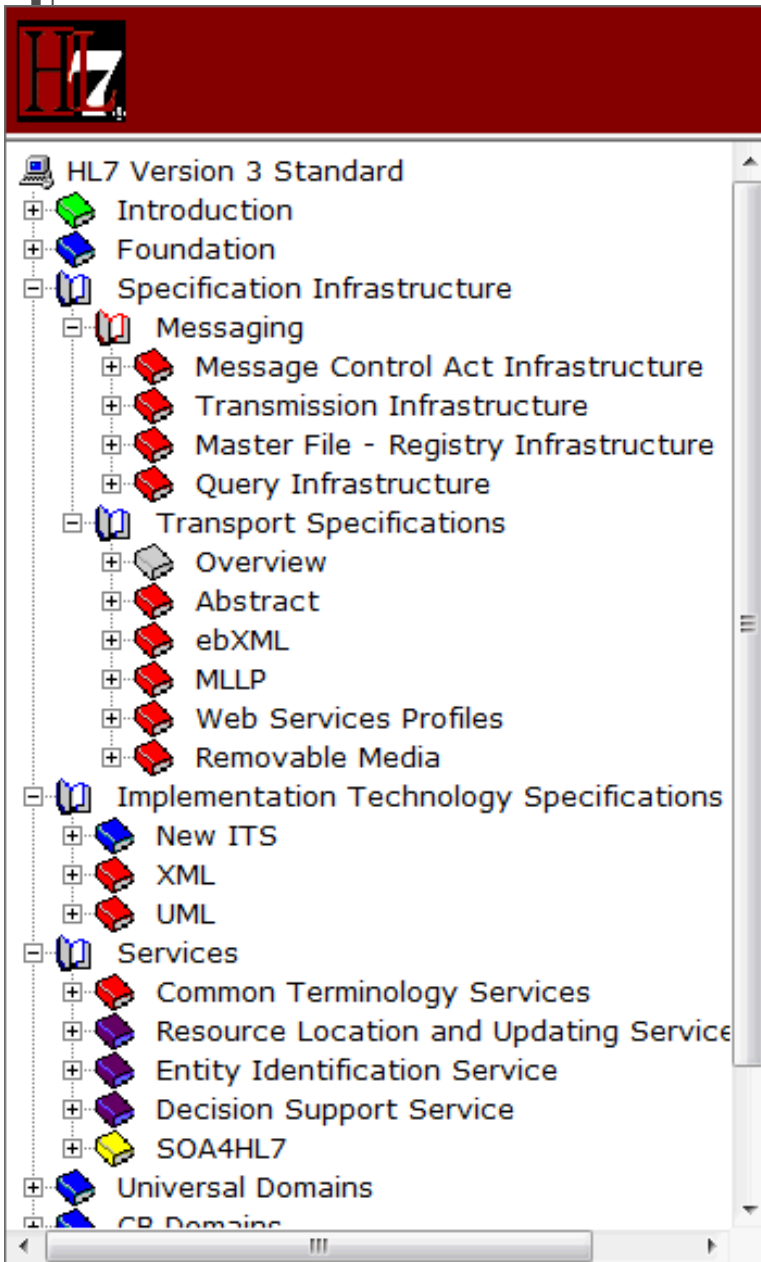 HL7
HL7 Version 3 Standard
Introduction
Foundation
Specification Infrastructure
Messaging
Message Control Act Infrastructure
Transmission Infrastructure
Master File - Registry Infrastructure
Query Infrastructure
Transport Specifications
Overview
Abstract
ebXML
MLLP
Web Services Profiles
Removable Media
Implementation Technology Specifications
New ITS
XML
UML
Services
Common Terminology Services
Resource Location and Updating Service
Entity Identification Service
Decision Support Service
SOA4HL7
Universal Domains
Domains